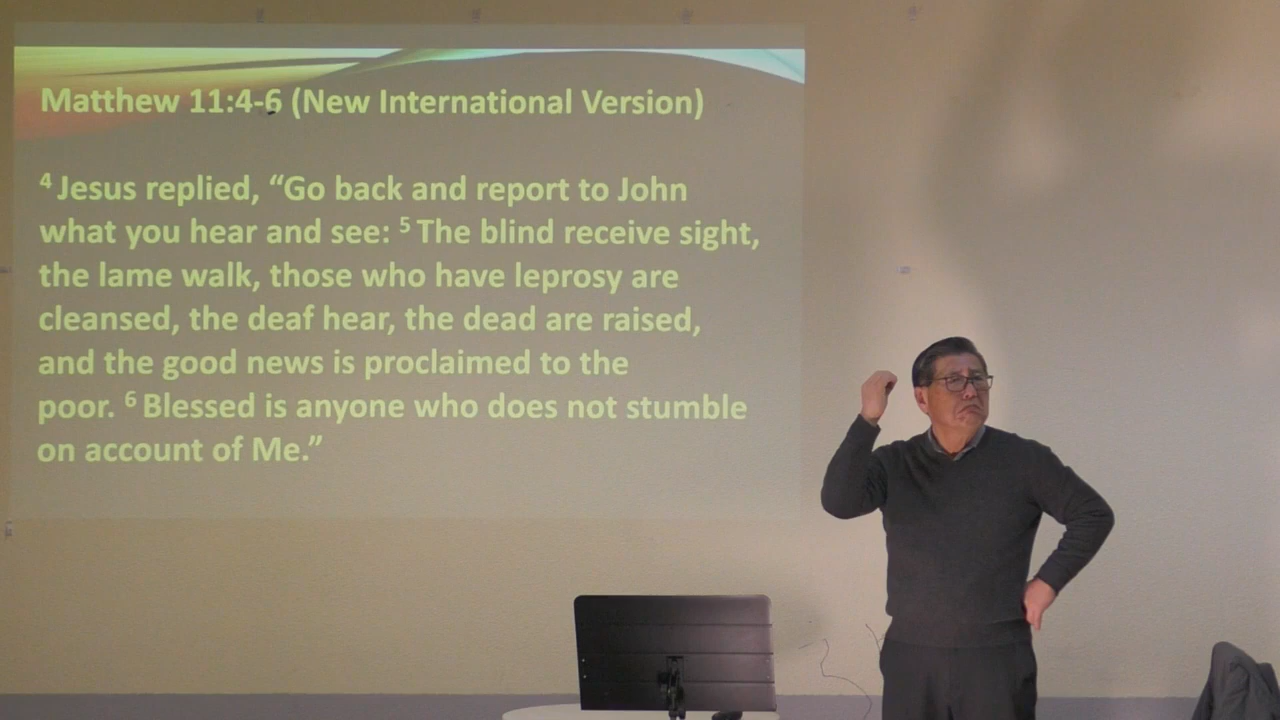 Matthew 11:4-6 (New International Version)
4 Jesus replied, “Go back and report to John
what you hear and see: 5 The blind receive sight,
the lame walk, those who have leprosy are
cleansed, the deaf hear, the dead are raised,
and the good news is proclaimed to the
poor. 6 Blessed is anyone who does not stumble
on account of Me.”